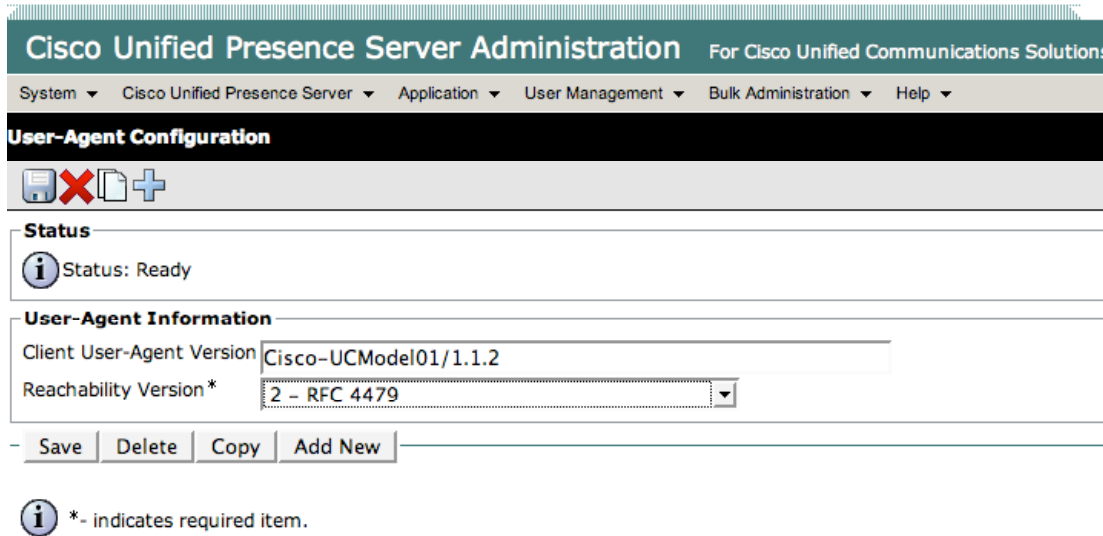 Cisco Unified Presence Server Administration For Cisco Unified Communications Solutions
System Cisco Unified Presence Server Application User Management Bulk Administration Help
User-Agent Configuration
Status
Status: Ready
User-Agent Information
Client User-Agent Version Cisco-UCModel01/1.1.2
Reachability Version* 2 – RFC 4479
Save Delete Copy Add New
*- indicates required item.